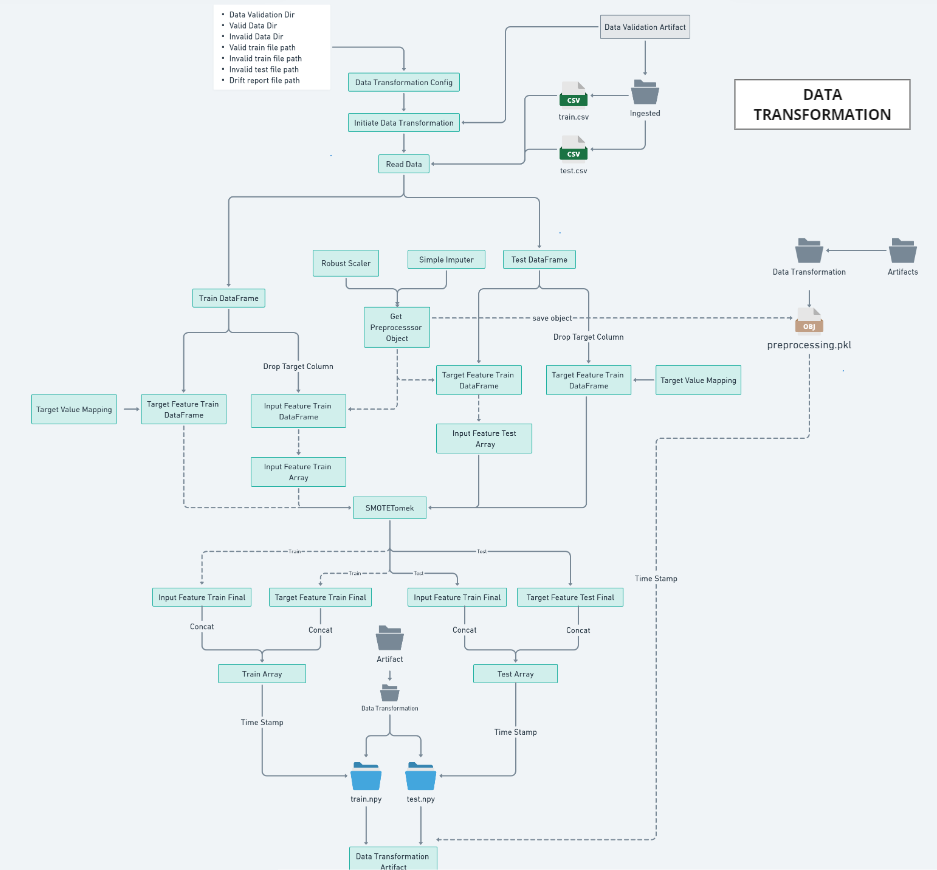 • Data Validation Dir
• Valid Data Dir
• Invalid Data Dir
• Valid train file path
• Invalid train file path
• Invalid test file path
• Drift report file path
Data Validation Artifact
Data Transformation Config
DATA
TRANSFORMATION
CSV
train.csv
Ingested
Initiate Data Transformation
CSV
test.csv
Read Data
Robust Scaler
Simple Imputer
Test DataFrame
Data Transformation
Artifacts
Train DataFrame
Get
Preprocesssor
Object
save object
OBJ
preprocessing.pkl
Drop Target Column
Drop Target Column
Target Feature Train
DataFrame
Target Feature Train
DataFrame
Target Value Mapping
Target Value Mapping
Target Feature Train
DataFrame
Input Feature Train
DataFrame
Input Feature Test
Array
Input Feature Train
Array
SMOTETomek
Train
Test
Train
Test
Time Stamp
Input Feature Train Final
Target Feature Train Final
Input Feature Train Final
Target Feature Test Final
Concat
Concat
Concat
Concat
Artifact
Train Array
Test Array
Data Transformation
Time Stamp
Time Stamp
train.npy
test.npy
Data Transformation
Artifact